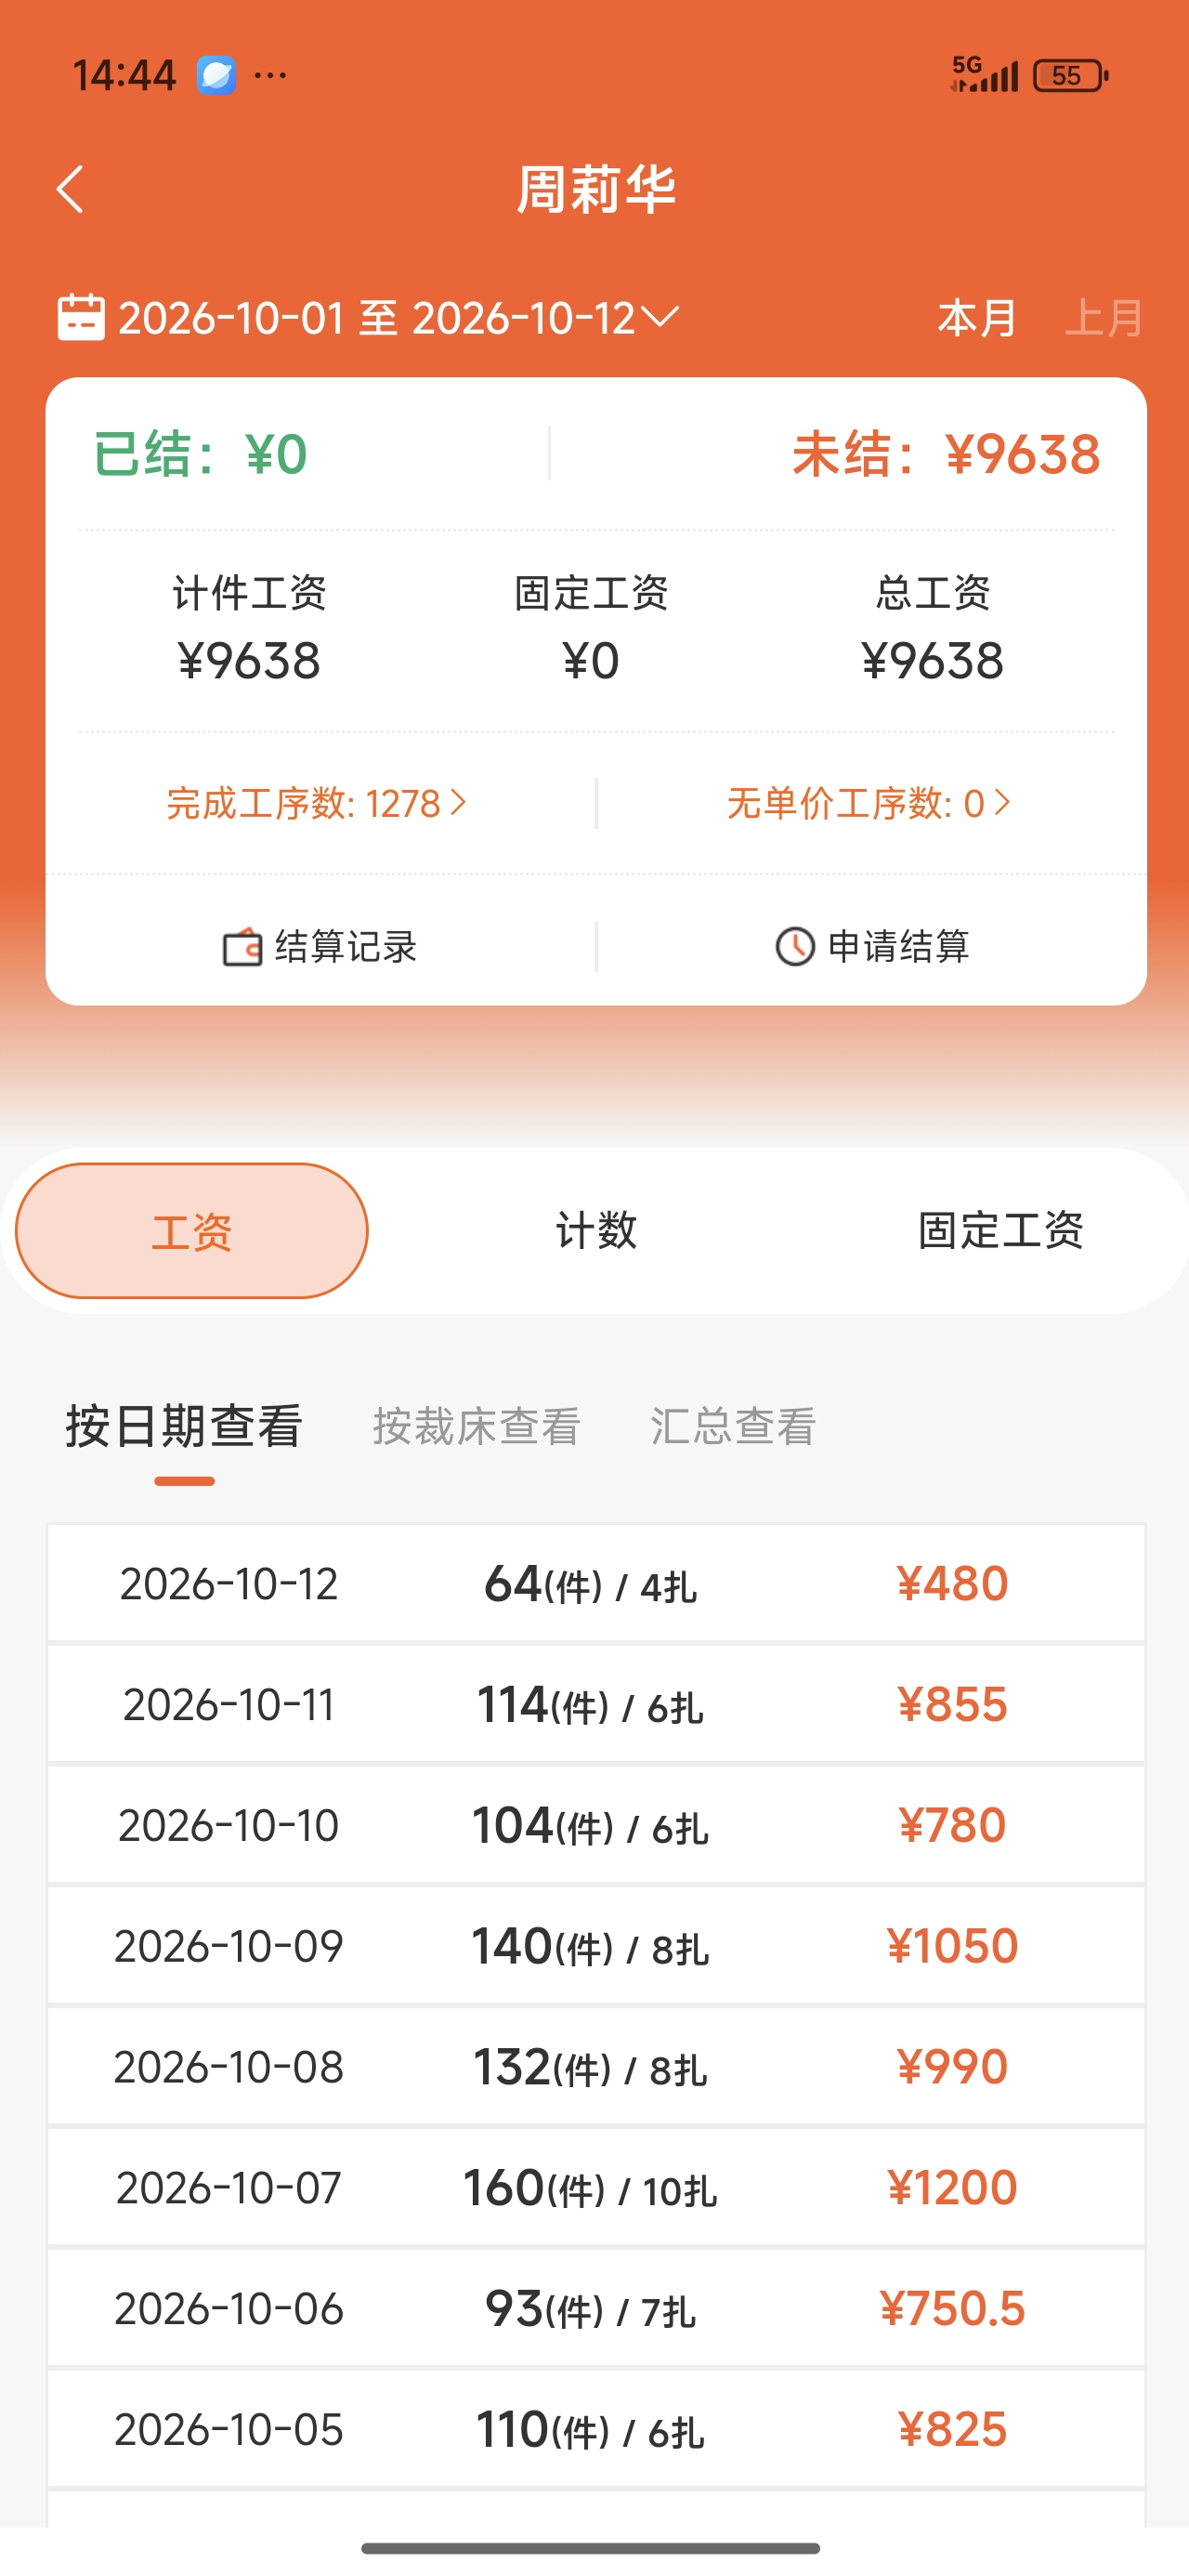 14:44 ... 5G 55
周莉华
2026-10-01 至 2026-10-12 本月 上月
已结：¥0 未结：¥9638
计件工资 固定工资 总工资
¥9638 ¥0 ¥9638
完成工序数: 1278 无单价工序数: 0
结算记录 申请结算
工资 计数 固定工资
按日期查看 按裁床查看 汇总查看
2026-10-12 64(件) / 4扎 ¥480
2026-10-11 114(件) / 6扎 ¥855
2026-10-10 104(件) / 6扎 ¥780
2026-10-09 140(件) / 8扎 ¥1050
2026-10-08 132(件) / 8扎 ¥990
2026-10-07 160(件) / 10扎 ¥1200
2026-10-06 93(件) / 7扎 ¥750.5
2026-10-05 110(件) / 6扎 ¥825